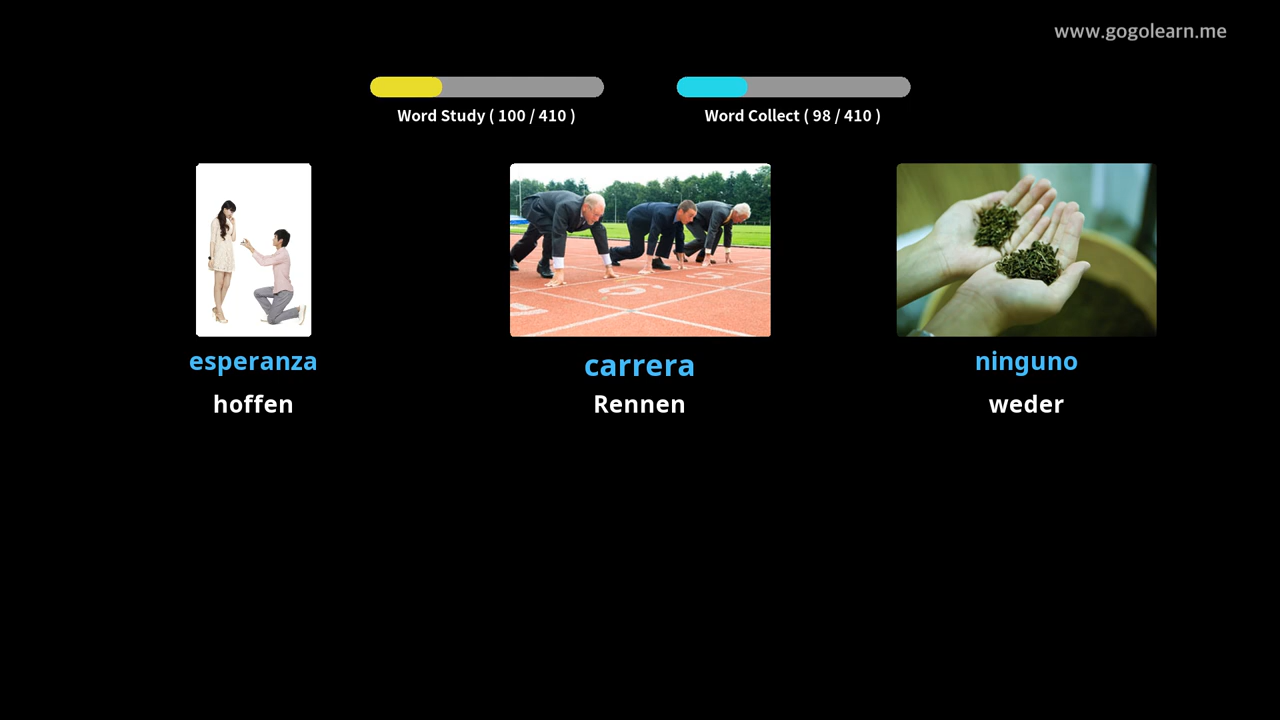 www.gogolearn.me
Word Study ( 100 / 410 )
Word Collect ( 98 / 410 )
esperanza
carrera
ninguno
hoffen
Rennen
weder